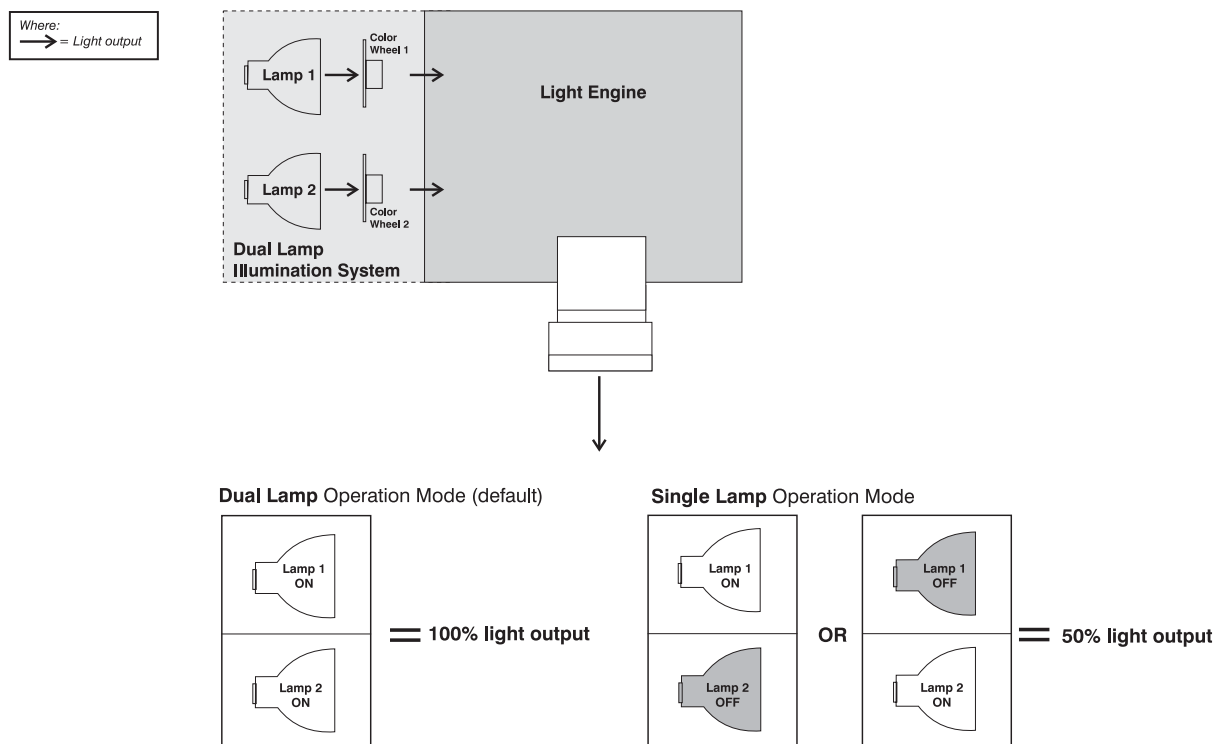 Where:
= Light output
Color
Wheel 1
Lamp 1
Light Engine
Lamp 2
Color
Wheel 2
Dual Lamp
Illumination System
Dual Lamp Operation Mode (default)
Lamp 1
ON
Lamp 2
ON
= 100% light output
Single Lamp Operation Mode
Lamp 1
ON
Lamp 2
OFF
OR
Lamp 1
OFF
Lamp 2
ON
= 50% light output